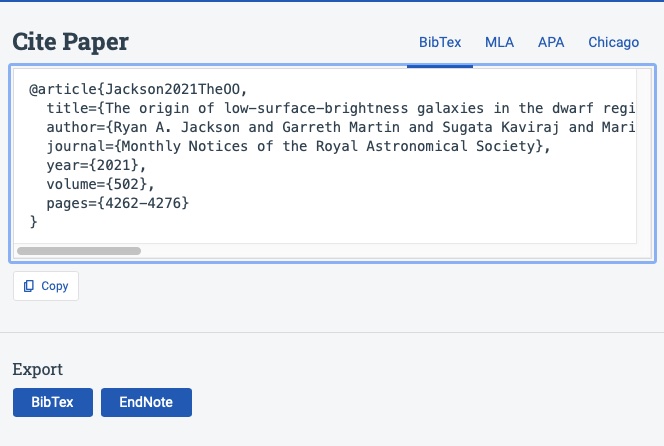 Cite Paper
BibTex MLA APA Chicago
@article{Jackson2021TheOO,
title={The origin of low-surface-brightness galaxies in the dwarf regi
author={Ryan A. Jackson and Garreth Martin and Sugata Kaviraj and Mari
journal={Monthly Notices of the Royal Astronomical Society},
year={2021},
volume={502},
pages={4262-4276}
}
Copy
Export
BibTex EndNote